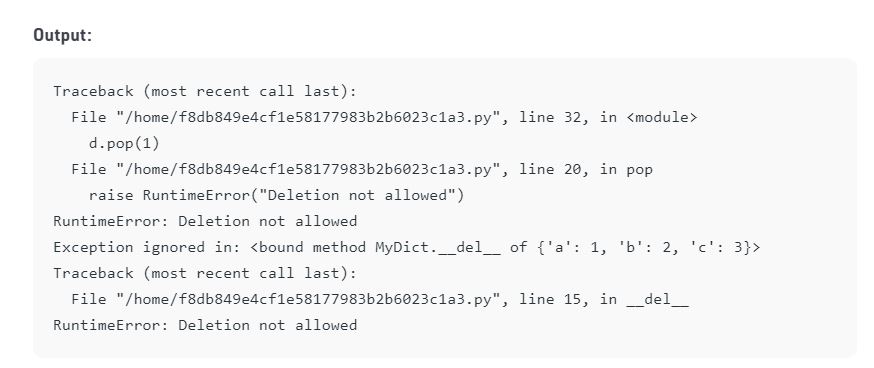 Output:
Traceback (most recent call last):
  File "/home/f8db849e4cf1e58177983b2b6023c1a3.py", line 32, in <module>
    d.pop(1)
  File "/home/f8db849e4cf1e58177983b2b6023c1a3.py", line 20, in pop
    raise RuntimeError("Deletion not allowed")
RuntimeError: Deletion not allowed
Exception ignored in: <bound method MyDict.__del__ of {'a': 1, 'b': 2, 'c': 3}>
Traceback (most recent call last):
  File "/home/f8db849e4cf1e58177983b2b6023c1a3.py", line 15, in __del__
RuntimeError: Deletion not allowed